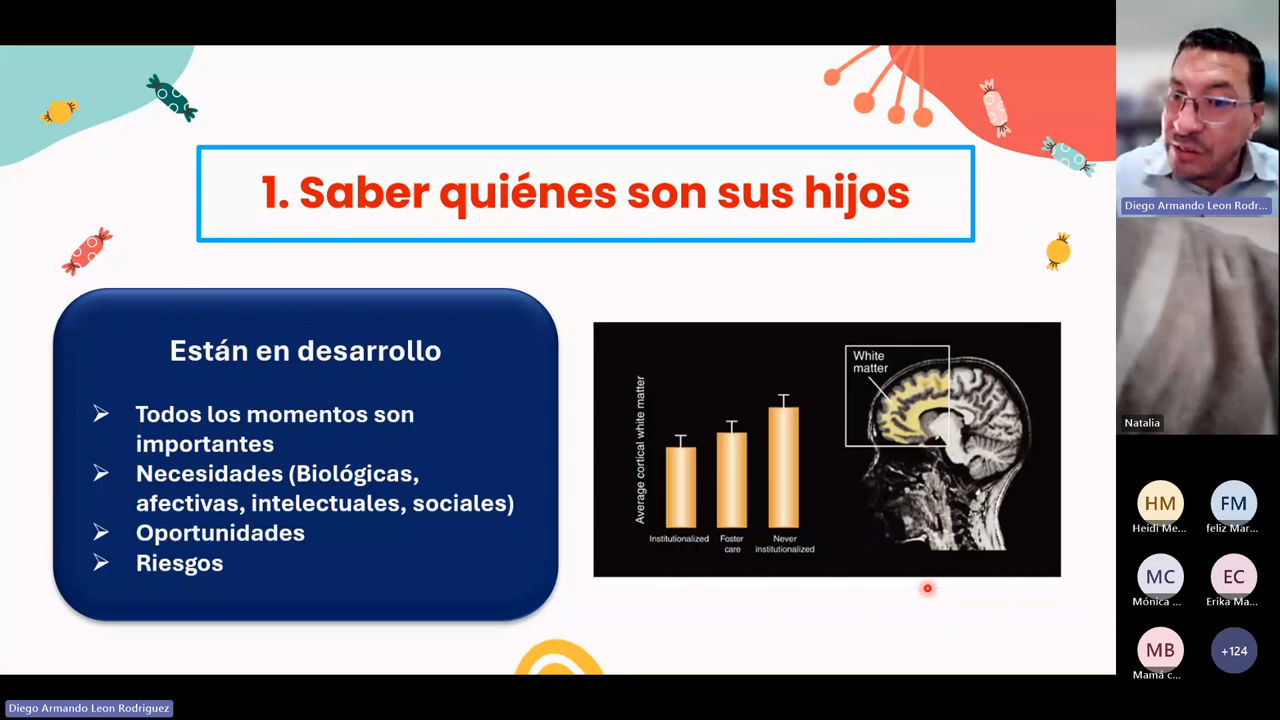 1. Saber quiénes son sus hijos
Están en desarrollo
Todos los momentos son
importantes
Necesidades (Biológicas,
afectivas, intelectuales, sociales)
Oportunidades
Riesgos
Average cortical white matter
Institutionalized
Foster
care
Never
institutionalized
White
matter
Diego Armando Leon Rodr...
Natalia
HM
Heidi Me...
FM
feliz Mar...
MC
Mónica ...
EC
Erika Ma...
MB
Mamá c...
+124
Diego Armando Leon Rodriguez